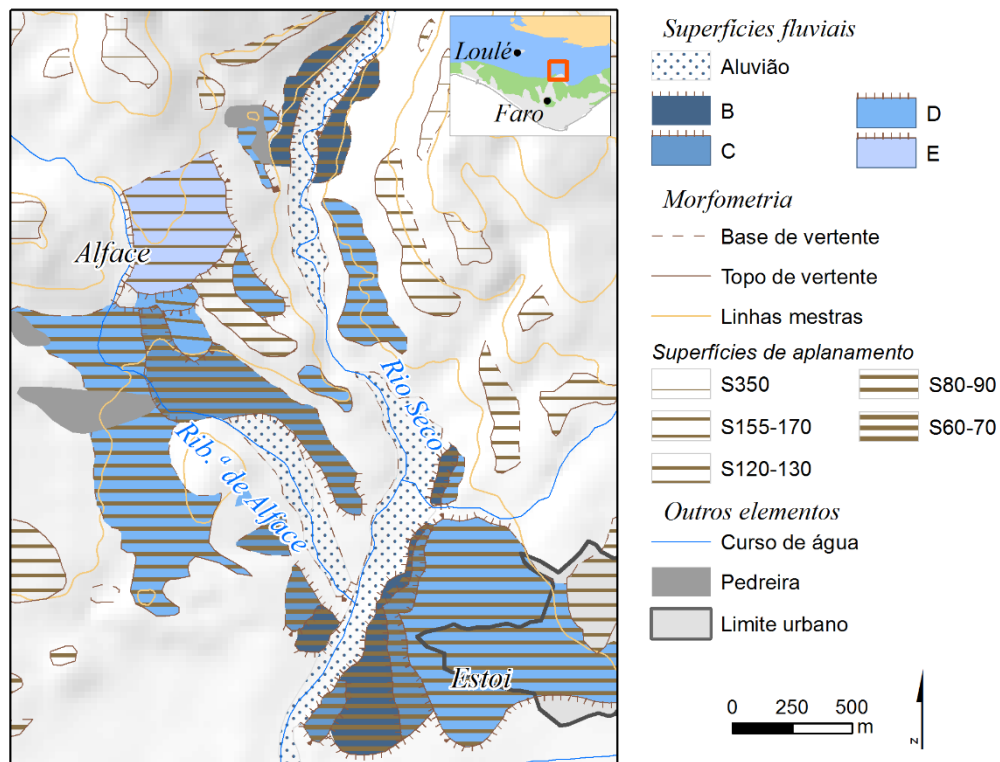 Loulé
Faro
Alface
Rio Seco
Rib.ª de Alface
Estoi
Superfícies fluviais
Aluvião
B
D
C
E
Morfometria
Base de vertente
Topo de vertente
Linhas mestras
Superfícies de aplanamento
S350
S80-90
S155-170
S60-70
S120-130
Outros elementos
Curso de água
Pedreira
Limite urbano
0 250 500
m
N